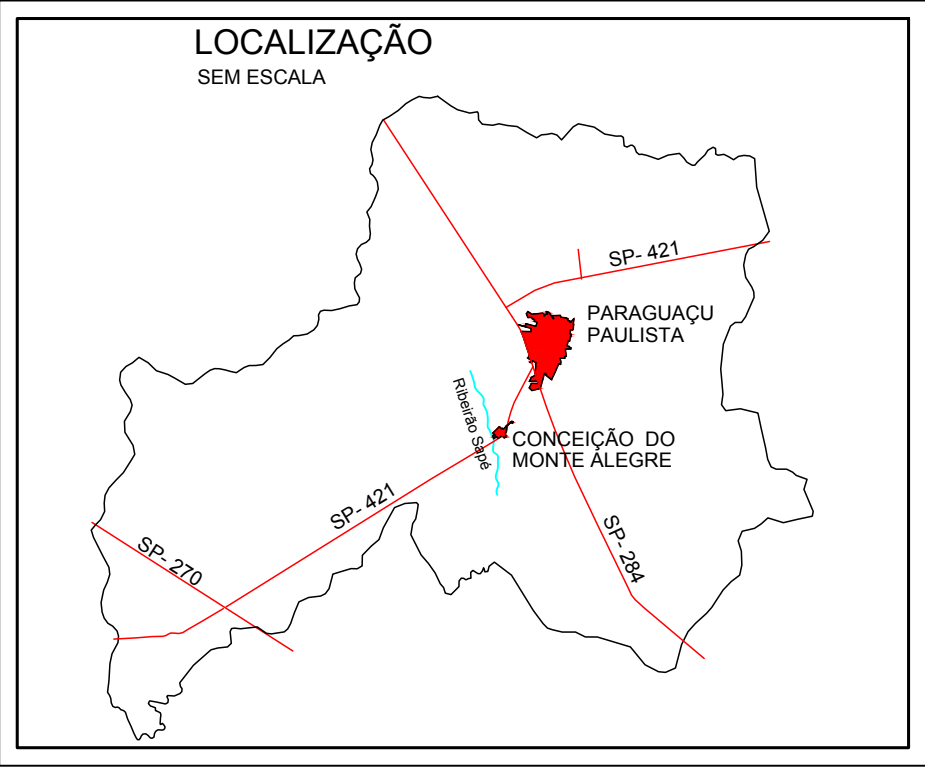 LOCALIZAÇÃO
SEM ESCALA
SP- 421
PARAGUAÇU
PAULISTA
Ribeirão Sapé
CONCEIÇÃO DO
MONTE ALEGRE
SP- 421
SP- 270
SP- 284